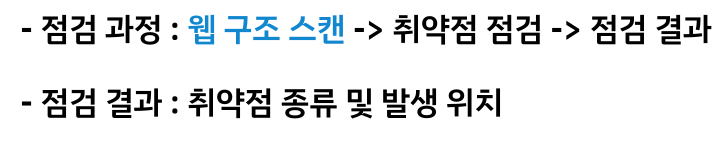 - 점검 과정 : 웹 구조 스캔 -> 취약점 점검 -> 점검 결과
- 점검 결과 : 취약점 종류 및 발생 위치